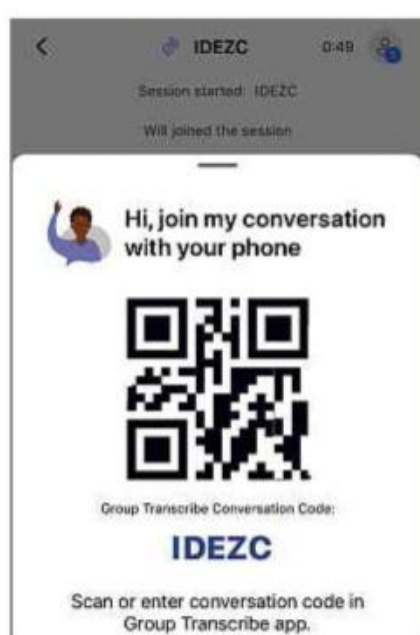 IDEZC 0:49
Session started: IDEZC
Will joined the session
Hi, join my conversation
with your phone
Group Transcribe Conversation Code:
IDEZC
Scan or enter conversation code in
Group Transcribe app.